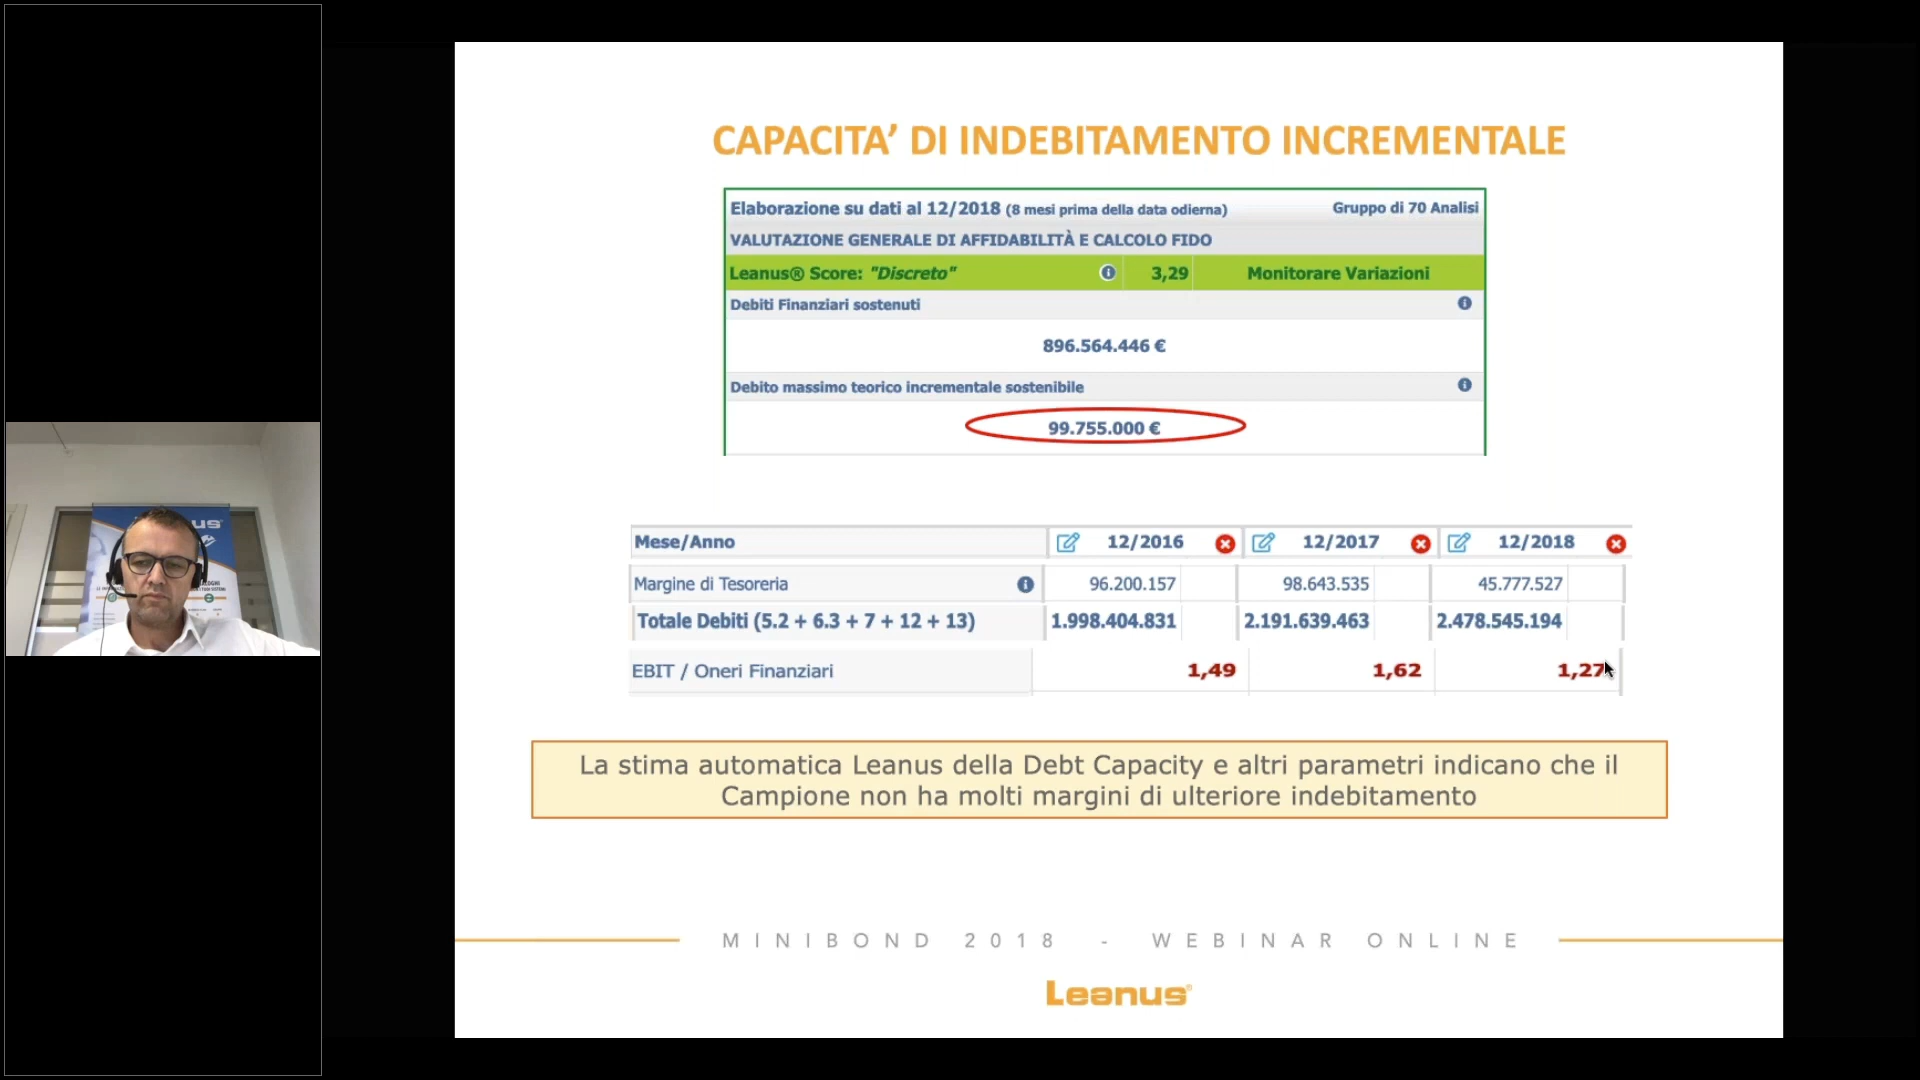 CAPACITA’ DI INDEBITAMENTO INCREMENTALE
Elaborazione su dati al 12/2018 (8 mesi prima della data odierna) Gruppo di 70 Analisi
VALUTAZIONE GENERALE DI AFFIDABILITÀ E CALCOLO FIDO
Leanus® Score: "Discreto" 3,29 Monitorare Variazioni
Debiti Finanziari sostenuti
896.564.446 €
Debito massimo teorico incrementale sostenibile
99.755.000 €
Mese/Anno 12/2016 12/2017 12/2018
Margine di Tesoreria 96.200.157 98.643.535 45.777.527
Totale Debiti (5.2 + 6.3 + 7 + 12 + 13) 1.998.404.831 2.191.639.463 2.478.545.194
EBIT / Oneri Finanziari 1,49 1,62 1,27
La stima automatica Leanus della Debt Capacity e altri parametri indicano che il
Campione non ha molti margini di ulteriore indebitamento
MINIBOND 2018 - WEBINAR ONLINE
Leanus®
us